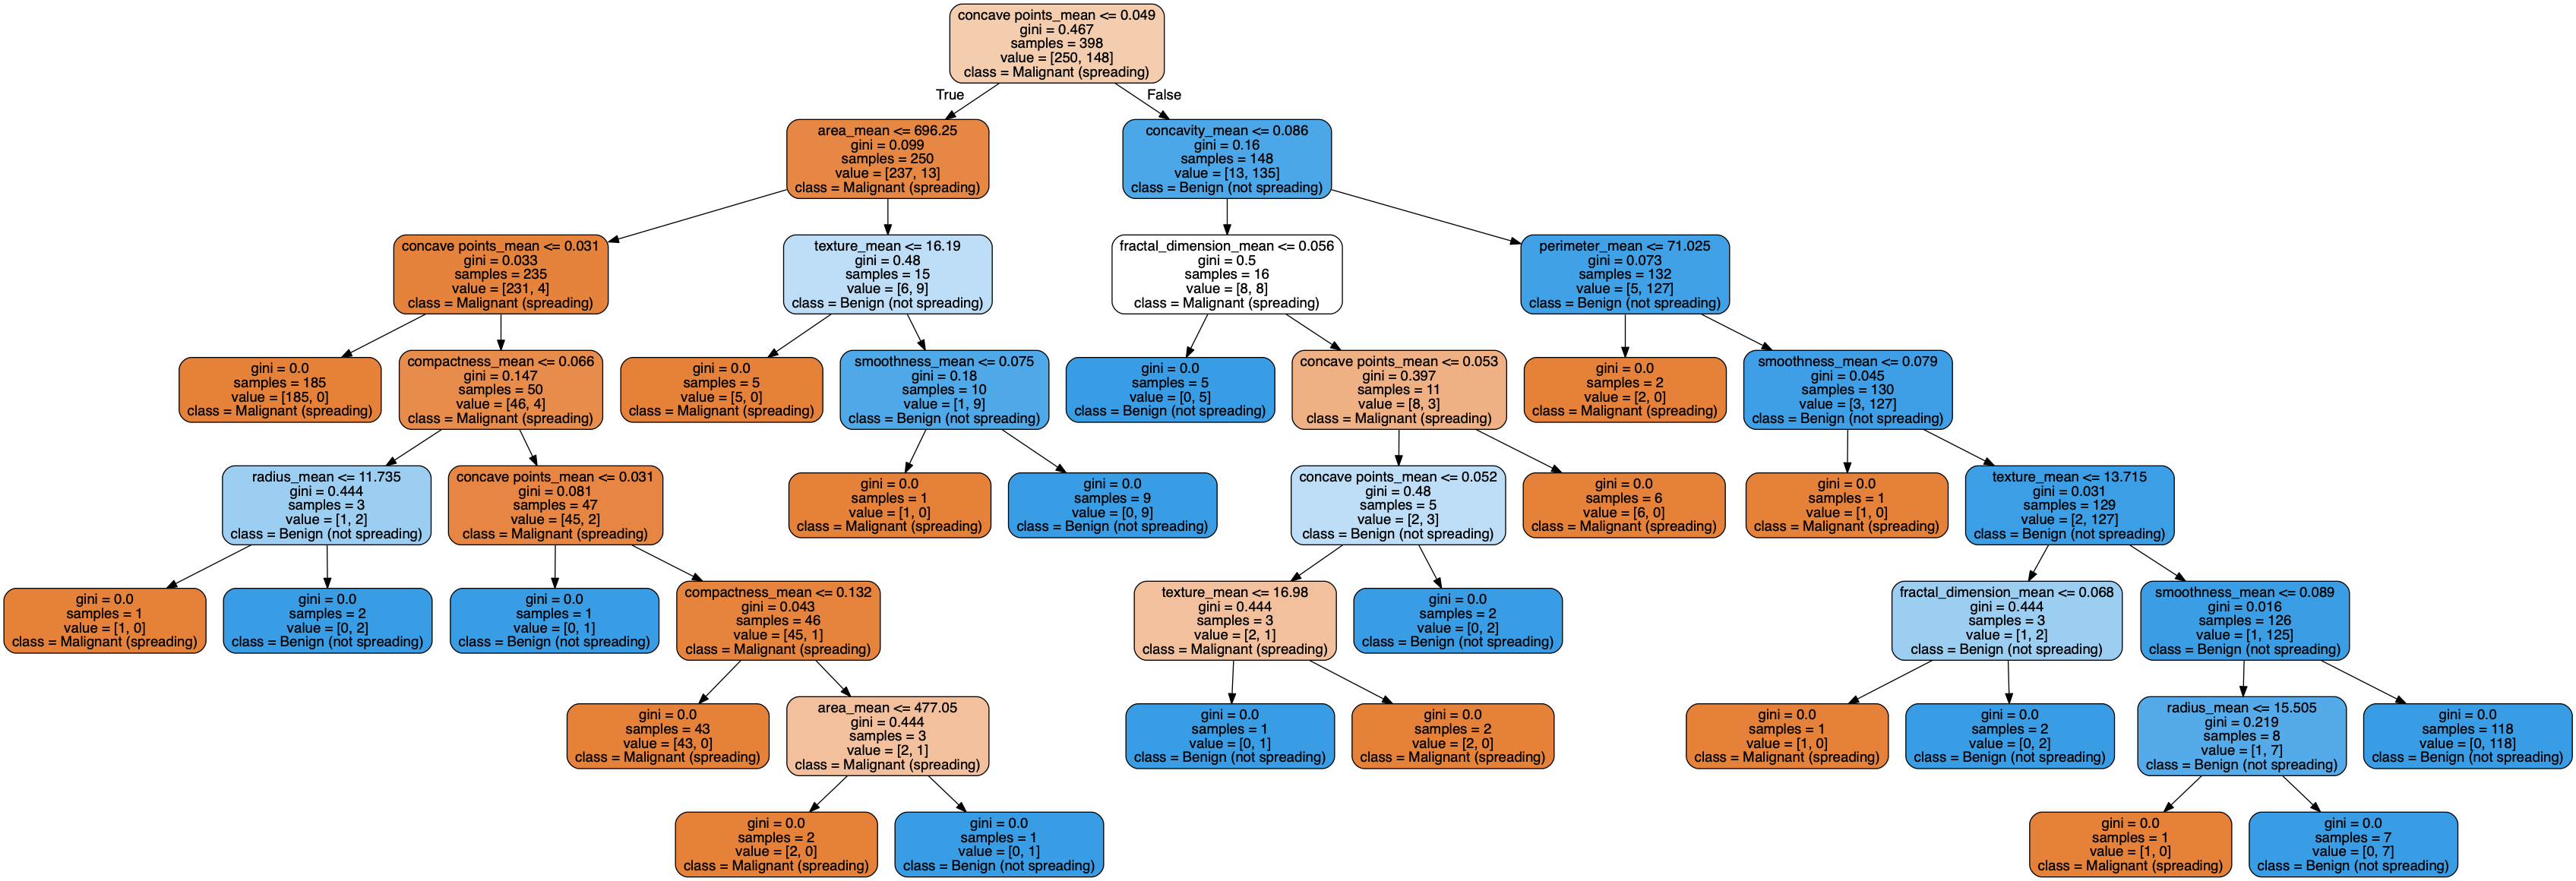 concave points_mean <= 0.049
gini = 0.467
samples = 398
value = [250, 148]
class = Malignant (spreading)
True
False
area_mean <= 696.25
gini = 0.099
samples = 250
value = [237, 13]
class = Malignant (spreading)
concavity_mean <= 0.086
gini = 0.16
samples = 148
value = [13, 135]
class = Benign (not spreading)
concave points_mean <= 0.031
gini = 0.033
samples = 235
value = [231, 4]
class = Malignant (spreading)
texture_mean <= 16.19
gini = 0.48
samples = 15
value = [6, 9]
class = Benign (not spreading)
fractal_dimension_mean <= 0.056
gini = 0.5
samples = 16
value = [8, 8]
class = Malignant (spreading)
perimeter_mean <= 71.025
gini = 0.073
samples = 132
value = [5, 127]
class = Benign (not spreading)
gini = 0.0
samples = 185
value = [185, 0]
class = Malignant (spreading)
compactness_mean <= 0.066
gini = 0.147
samples = 50
value = [46, 4]
class = Malignant (spreading)
gini = 0.0
samples = 5
value = [5, 0]
class = Malignant (spreading)
smoothness_mean <= 0.075
gini = 0.18
samples = 10
value = [1, 9]
class = Benign (not spreading)
gini = 0.0
samples = 5
value = [0, 5]
class = Benign (not spreading)
concave points_mean <= 0.053
gini = 0.397
samples = 11
value = [8, 3]
class = Malignant (spreading)
gini = 0.0
samples = 2
value = [2, 0]
class = Malignant (spreading)
smoothness_mean <= 0.079
gini = 0.045
samples = 130
value = [3, 127]
class = Benign (not spreading)
radius_mean <= 11.735
gini = 0.444
samples = 3
value = [1, 2]
class = Benign (not spreading)
concave points_mean <= 0.031
gini = 0.081
samples = 47
value = [45, 2]
class = Malignant (spreading)
gini = 0.0
samples = 1
value = [1, 0]
class = Malignant (spreading)
gini = 0.0
samples = 9
value = [0, 9]
class = Benign (not spreading)
concave points_mean <= 0.052
gini = 0.48
samples = 5
value = [2, 3]
class = Benign (not spreading)
gini = 0.0
samples = 6
value = [6, 0]
class = Malignant (spreading)
gini = 0.0
samples = 1
value = [1, 0]
class = Malignant (spreading)
texture_mean <= 13.715
gini = 0.031
samples = 129
value = [2, 127]
class = Benign (not spreading)
gini = 0.0
samples = 1
value = [1, 0]
class = Malignant (spreading)
gini = 0.0
samples = 2
value = [0, 2]
class = Benign (not spreading)
gini = 0.0
samples = 1
value = [0, 1]
class = Benign (not spreading)
compactness_mean <= 0.132
gini = 0.043
samples = 46
value = [45, 1]
class = Malignant (spreading)
texture_mean <= 16.98
gini = 0.444
samples = 3
value = [2, 1]
class = Malignant (spreading)
gini = 0.0
samples = 2
value = [0, 2]
class = Benign (not spreading)
fractal_dimension_mean <= 0.068
gini = 0.444
samples = 3
value = [1, 2]
class = Benign (not spreading)
smoothness_mean <= 0.089
gini = 0.016
samples = 126
value = [1, 125]
class = Benign (not spreading)
gini = 0.0
samples = 43
value = [43, 0]
class = Malignant (spreading)
area_mean <= 477.05
gini = 0.444
samples = 3
value = [2, 1]
class = Malignant (spreading)
gini = 0.0
samples = 1
value = [0, 1]
class = Benign (not spreading)
gini = 0.0
samples = 2
value = [2, 0]
class = Malignant (spreading)
gini = 0.0
samples = 1
value = [1, 0]
class = Malignant (spreading)
gini = 0.0
samples = 2
value = [0, 2]
class = Benign (not spreading)
radius_mean <= 15.505
gini = 0.219
samples = 8
value = [1, 7]
class = Benign (not spreading)
gini = 0.0
samples = 118
value = [0, 118]
class = Benign (not spreading)
gini = 0.0
samples = 2
value = [2, 0]
class = Malignant (spreading)
gini = 0.0
samples = 1
value = [0, 1]
class = Benign (not spreading)
gini = 0.0
samples = 1
value = [1, 0]
class = Malignant (spreading)
gini = 0.0
samples = 7
value = [0, 7]
class = Benign (not spreading)